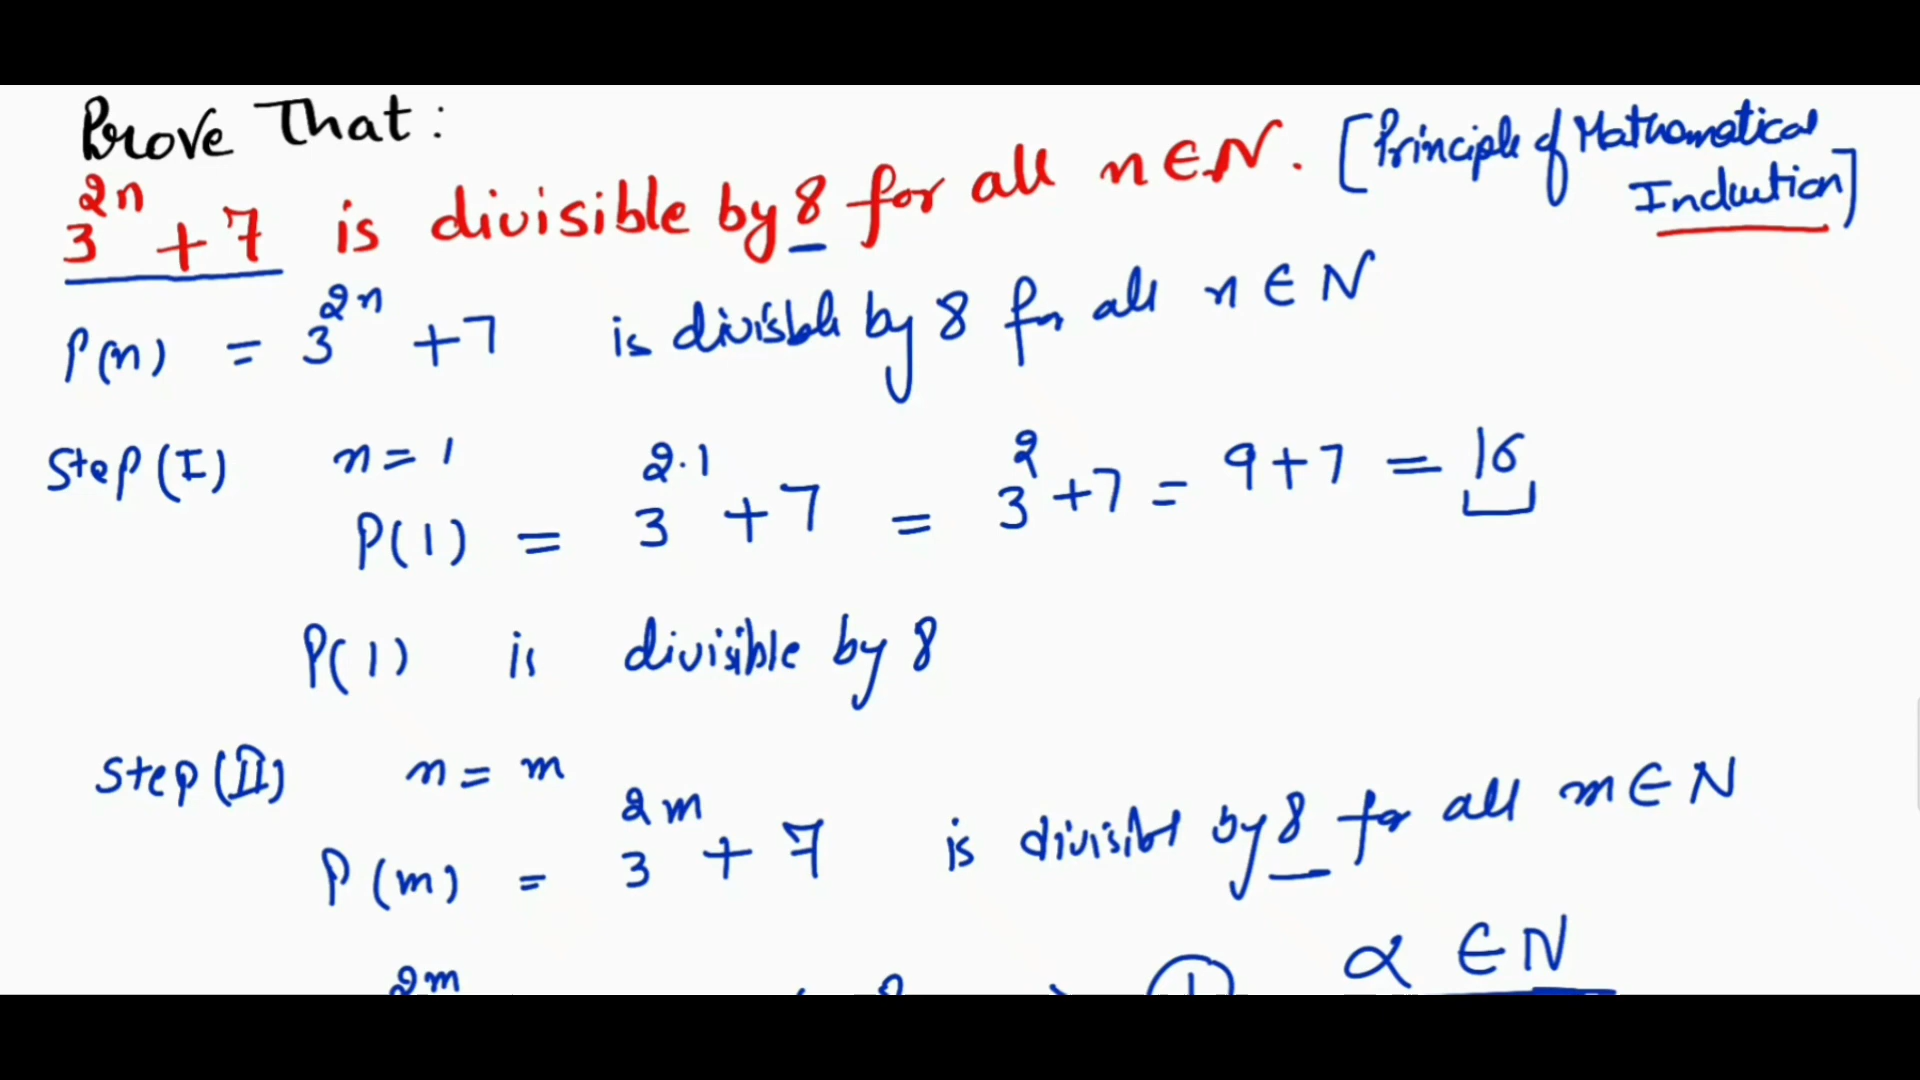 Prove That:
3^2n + 7 is divisible by 8 for all n∈N. [Principle of Mathematical Induction]
P(n) = 3^2n + 7 is divisible by 8 for all n∈N
Step (I) n = 1
P(1) = 3^2·1 + 7 = 3^2 + 7 = 9 + 7 = 16
P(1) is divisible by 8
Step (II) n = m
P(m) = 3^2m + 7 is divisible by 8 for all m∈N
2m α ∈ N